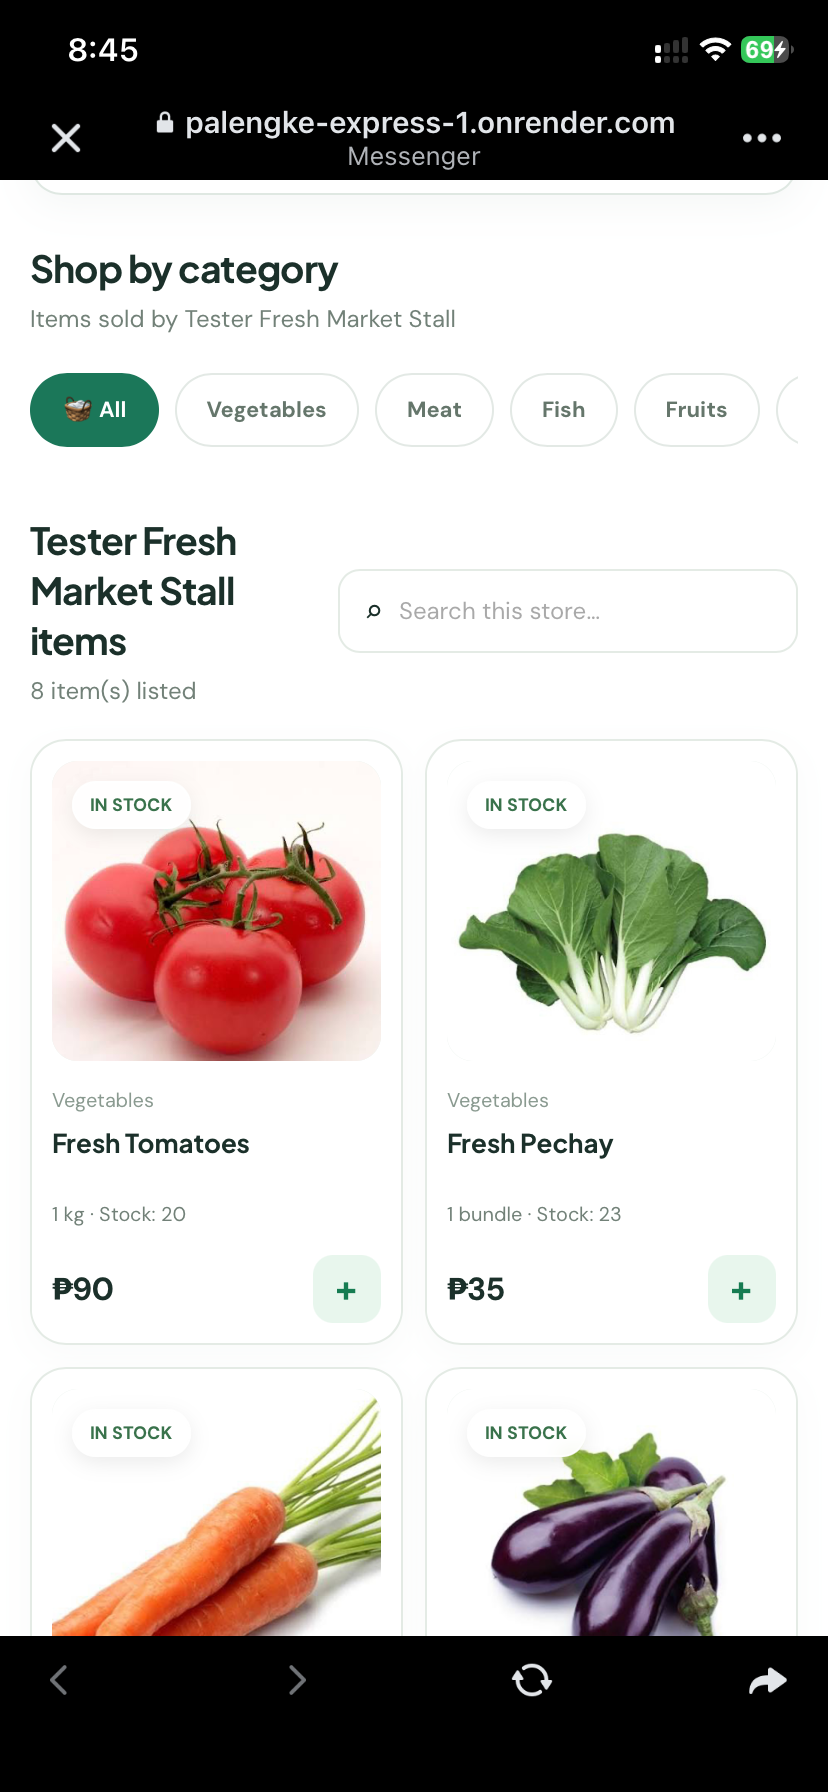 8:45
69
palengke-express-1.onrender.com
Messenger
Shop by category
Items sold by Tester Fresh Market Stall
All
Vegetables
Meat
Fish
Fruits
Tester Fresh
Market Stall
items
Search this store...
8 item(s) listed
IN STOCK
IN STOCK
Vegetables
Vegetables
Fresh Tomatoes
Fresh Pechay
1 kg · Stock: 20
1 bundle · Stock: 23
₱90
+
₱35
+
IN STOCK
IN STOCK